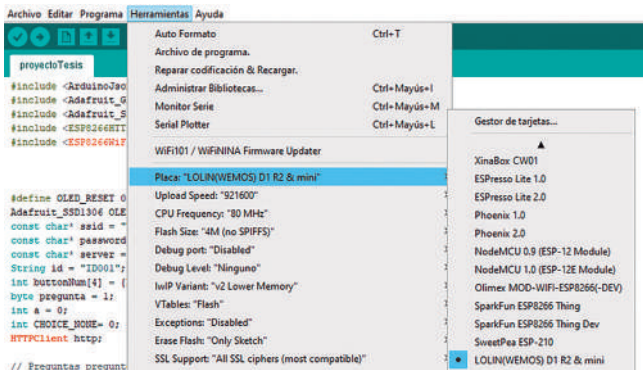 Archivo Editar Programa Herramientas Ayuda
proyectoTesis
#include <ArduinoJso
#include <Adafruit_G
#include <Adafruit_S
#include <ESP8266HTT
#include <ESP8266WiF
#define OLED_RESET 0
Adafruit_SSD1306 OLE
const char* ssid = "
const char* password
const char* server =
String id = "ID001";
int buttonNum[4] = {
byte pregunta = 1;
int a = 0;
int CHOICE_NONE= 0;
HTTPClient http;
// Preguntas pregunt
Auto Formato Ctrl+T
Archivo de programa.
Reparar codificación & Recargar.
Administrar Bibliotecas... Ctrl+Mayús+I
Monitor Serie Ctrl+Mayús+M
Serial Plotter Ctrl+Mayús+L
WiFi101 / WiFiNINA Firmware Updater
Placa: "LOLIN(WEMOS) D1 R2 & mini"
Upload Speed: "921600"
CPU Frequency: "80 MHz"
Flash Size: "4M (no SPIFFS)"
Debug port: "Disabled"
Debug Level: "Ninguno"
IwIP Variant: "v2 Lower Memory"
VTables: "Flash"
Exceptions: "Disabled"
Erase Flash: "Only Sketch"
SSL Support: "All SSL ciphers (most compatible)"
Gestor de tarjetas...
XinaBox CW01
ESPresso Lite 1.0
ESPresso Lite 2.0
Phoenix 1.0
Phoenix 2.0
NodeMCU 0.9 (ESP-12 Module)
NodeMCU 1.0 (ESP-12E Module)
Olimex MOD-WIFI-ESP8266(-DEV)
SparkFun ESP8266 Thing
SparkFun ESP8266 Thing Dev
SweetPea ESP-210
LOLIN(WEMOS) D1 R2 & mini